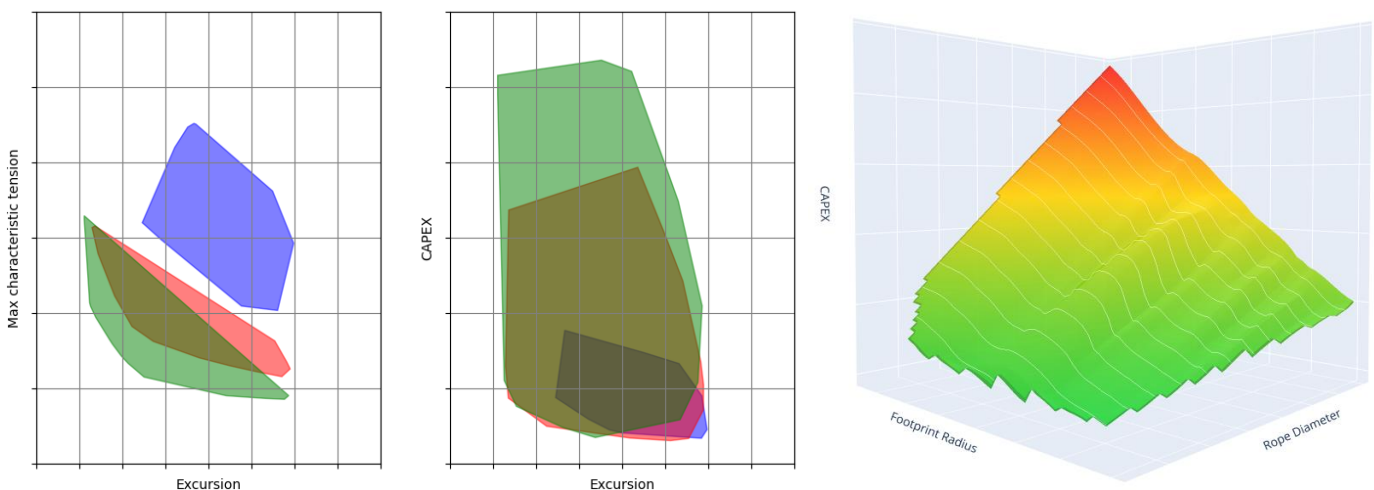 Max characteristic tension
Excursion
CAPEX
Excursion
CAPEX
Footprint Radius
Rope Diameter